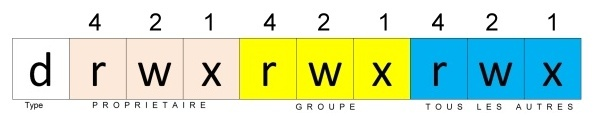 4 2 1 4 2 1 4 2 1
d r w x r w x r w x
Type PROPRIETAIRE GROUPE TOUS LES AUTRES